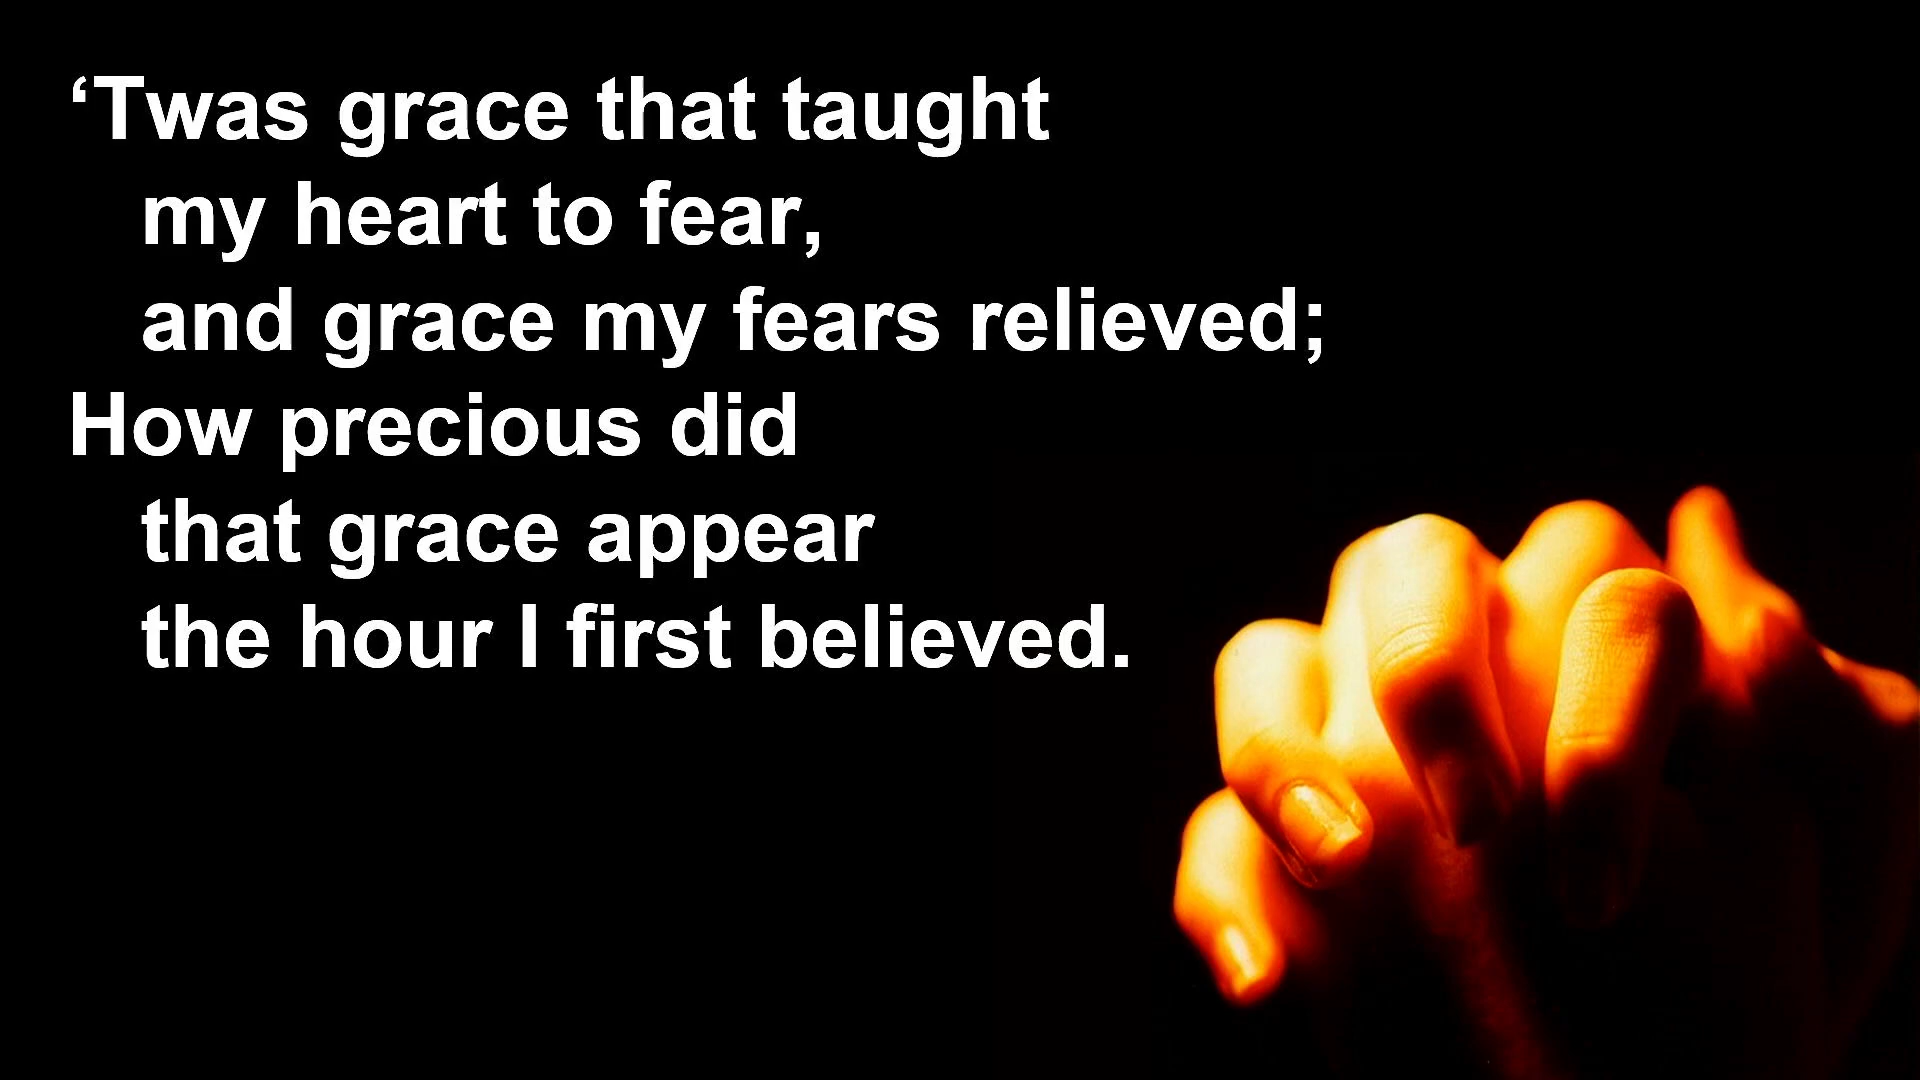 ‘Twas grace that taught
my heart to fear,
and grace my fears relieved;
How precious did
that grace appear
the hour I first believed.